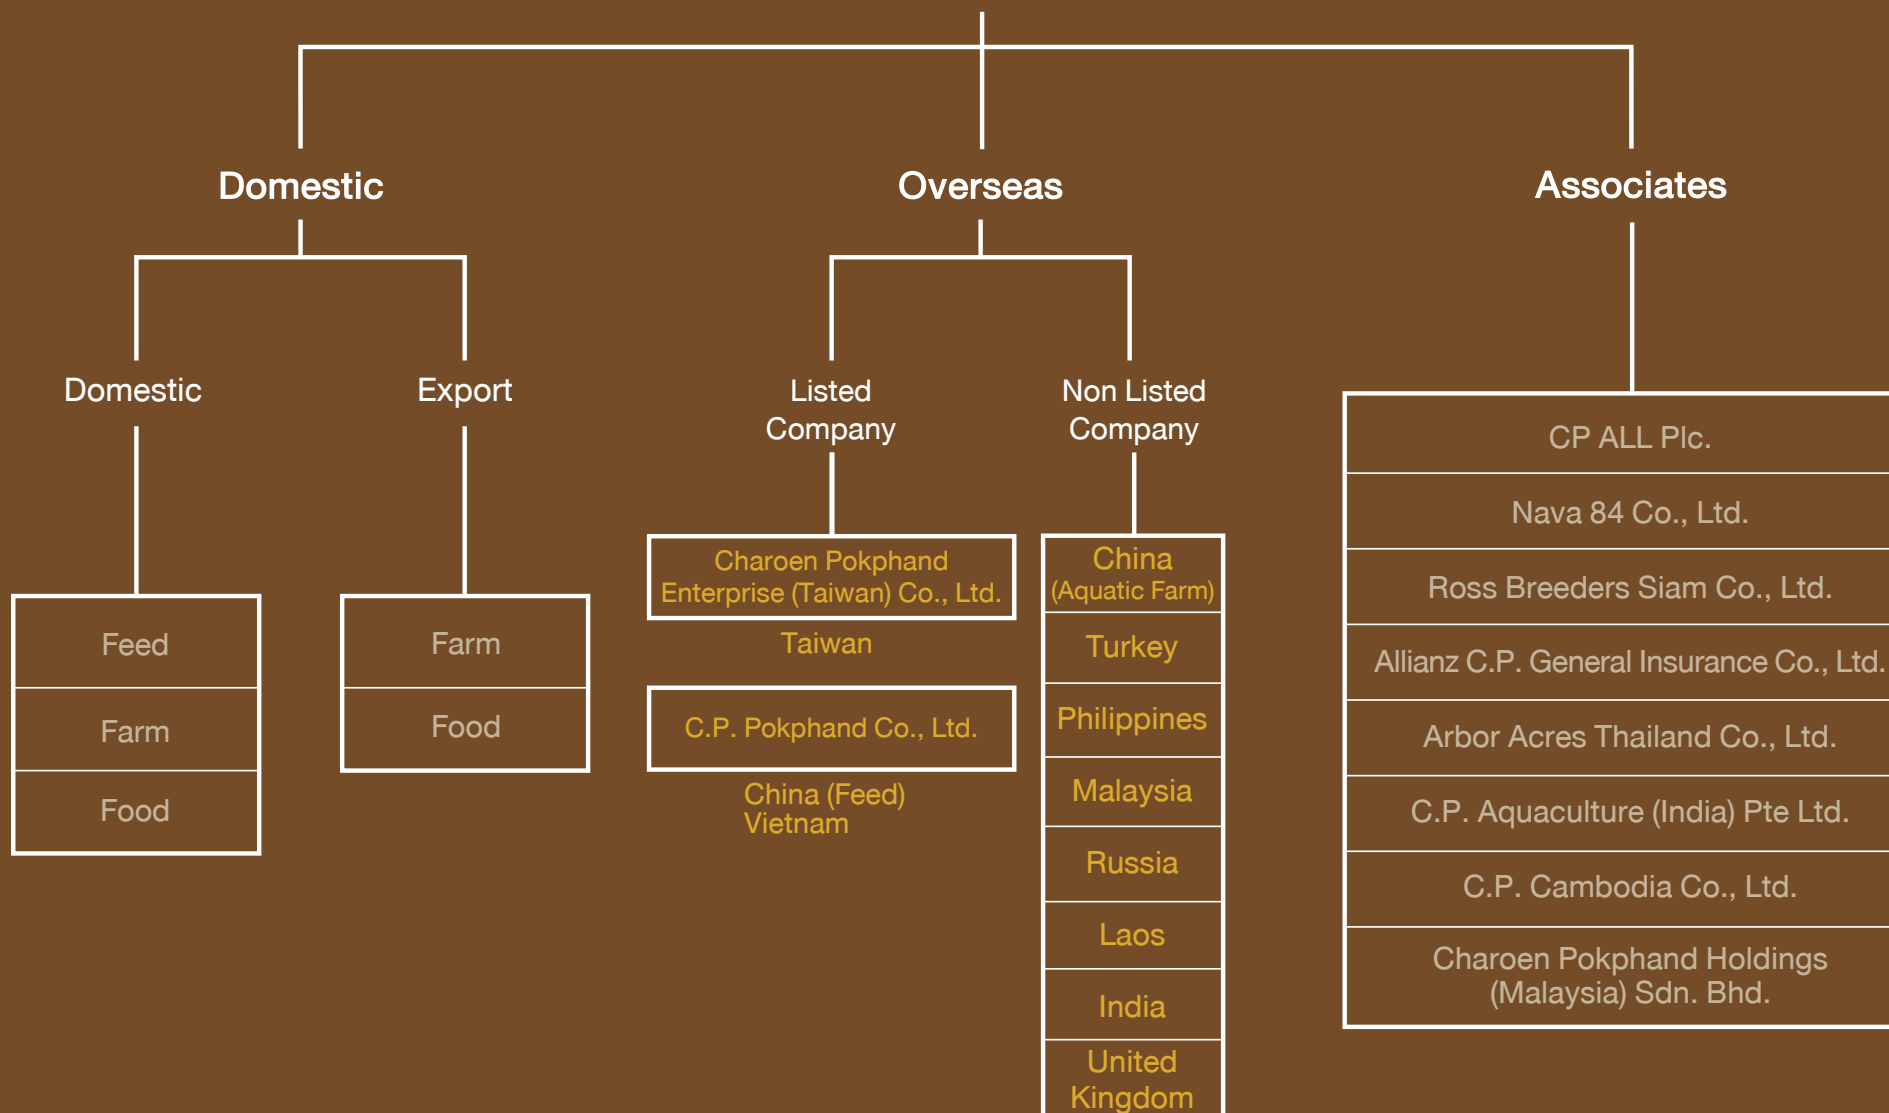 Domestic
Overseas
Associates
Domestic
Export
Listed
Company
Non Listed
Company
Feed
Farm
Food
Farm
Food
Charoen Pokphand
Enterprise (Taiwan) Co., Ltd.
Taiwan
C.P. Pokphand Co., Ltd.
China (Feed)
Vietnam
China
(Aquatic Farm)
Turkey
Philippines
Malaysia
Russia
Laos
India
United
Kingdom
CP ALL Plc.
Nava 84 Co., Ltd.
Ross Breeders Siam Co., Ltd.
Allianz C.P. General Insurance Co., Ltd.
Arbor Acres Thailand Co., Ltd.
C.P. Aquaculture (India) Pte Ltd.
C.P. Cambodia Co., Ltd.
Charoen Pokphand Holdings
(Malaysia) Sdn. Bhd.